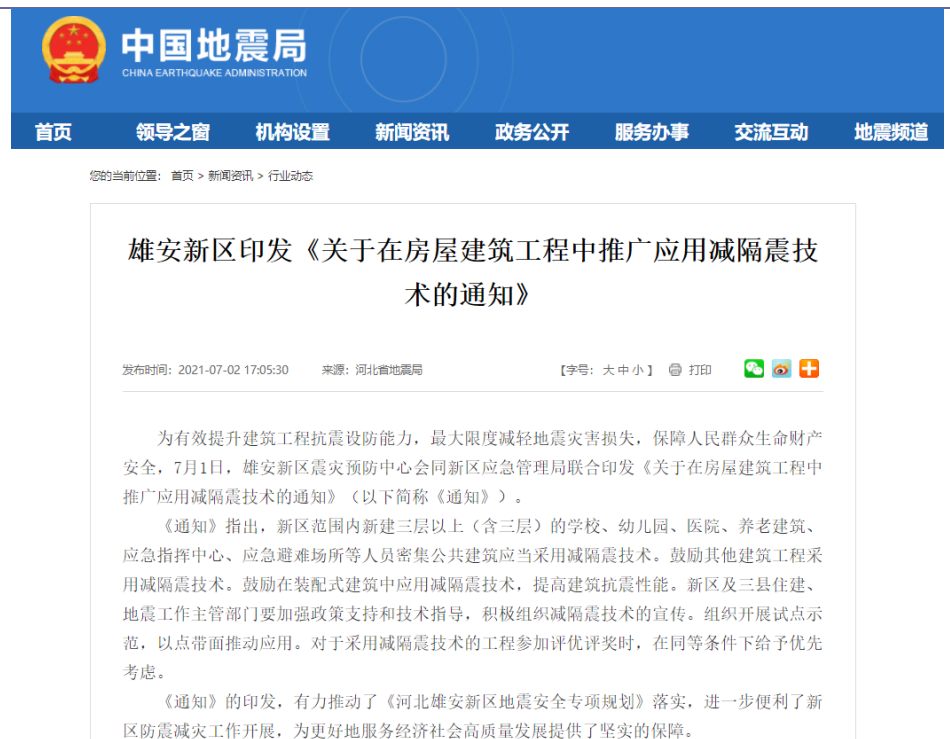 中国地震局
CHINA EARTHQUAKE ADMINISTRATION
首页 领导之窗 机构设置 新闻资讯 政务公开 服务办事 交流互动 地震频道
您的当前位置： 首页 > 新闻资讯 > 行业动态
雄安新区印发《关于在房屋建筑工程中推广应用减隔震技
术的通知》
发布时间：2021-07-02 17:05:30 来源：河北省地震局 【字号：大 中 小 】 打印
为有效提升建筑工程抗震设防能力，最大限度减轻地震灾害损失，保障人民群众生命财产
安全，7月1日，雄安新区震灾预防中心会同新区应急管理局联合印发《关于在房屋建筑工程中
推广应用减隔震技术的通知》（以下简称《通知》）。
《通知》指出，新区范围内新建三层以上（含三层）的学校、幼儿园、医院、养老建筑、
应急指挥中心、应急避难场所等人员密集公共建筑应当采用减隔震技术。鼓励其他建筑工程采
用减隔震技术。鼓励在装配式建筑中应用减隔震技术，提高建筑抗震性能。新区及三县住建、
地震工作主管部门要加强政策支持和技术指导，积极组织减隔震技术的宣传。组织开展试点示
范，以点带面推动应用。对于采用减隔震技术的工程参加评优评奖时，在同等条件下给予优先
考虑。
《通知》的印发，有力推动了《河北雄安新区地震安全专项规划》落实，进一步便利了新
区防震减灾工作开展，为更好地服务经济社会高质量发展提供了坚实的保障。